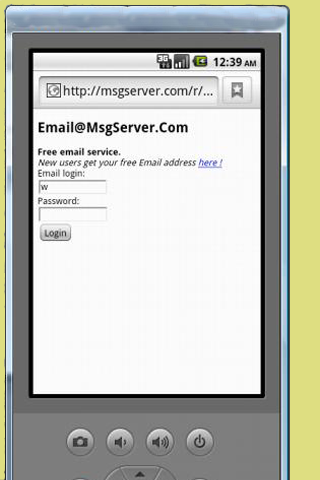 3G
12:39 AM
http://msgserver.com/r/...
Email@MsgServer.Com
Free email service.
New users get your free Email address here !
Email login:
w
Password:
Login